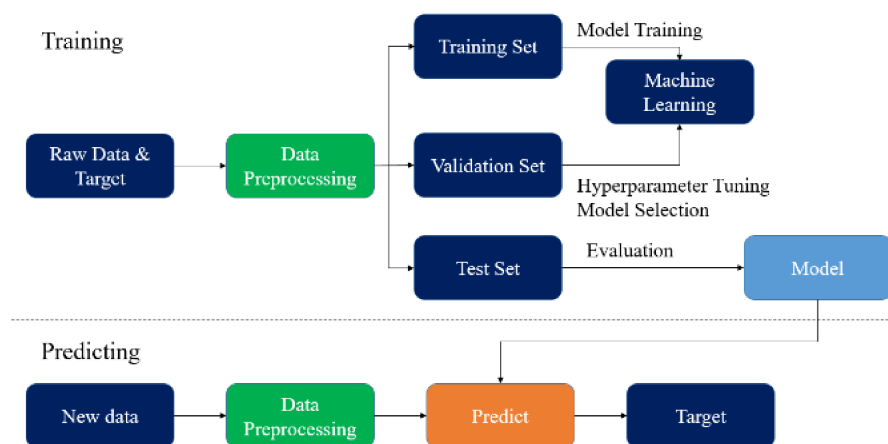 Training
Training Set
Model Training
Machine
Learning
Raw Data &
Target
Data
Preprocessing
Validation Set
Hyperparameter Tuning
Model Selection
Test Set
Evaluation
Model
Predicting
New data
Data
Preprocessing
Predict
Target